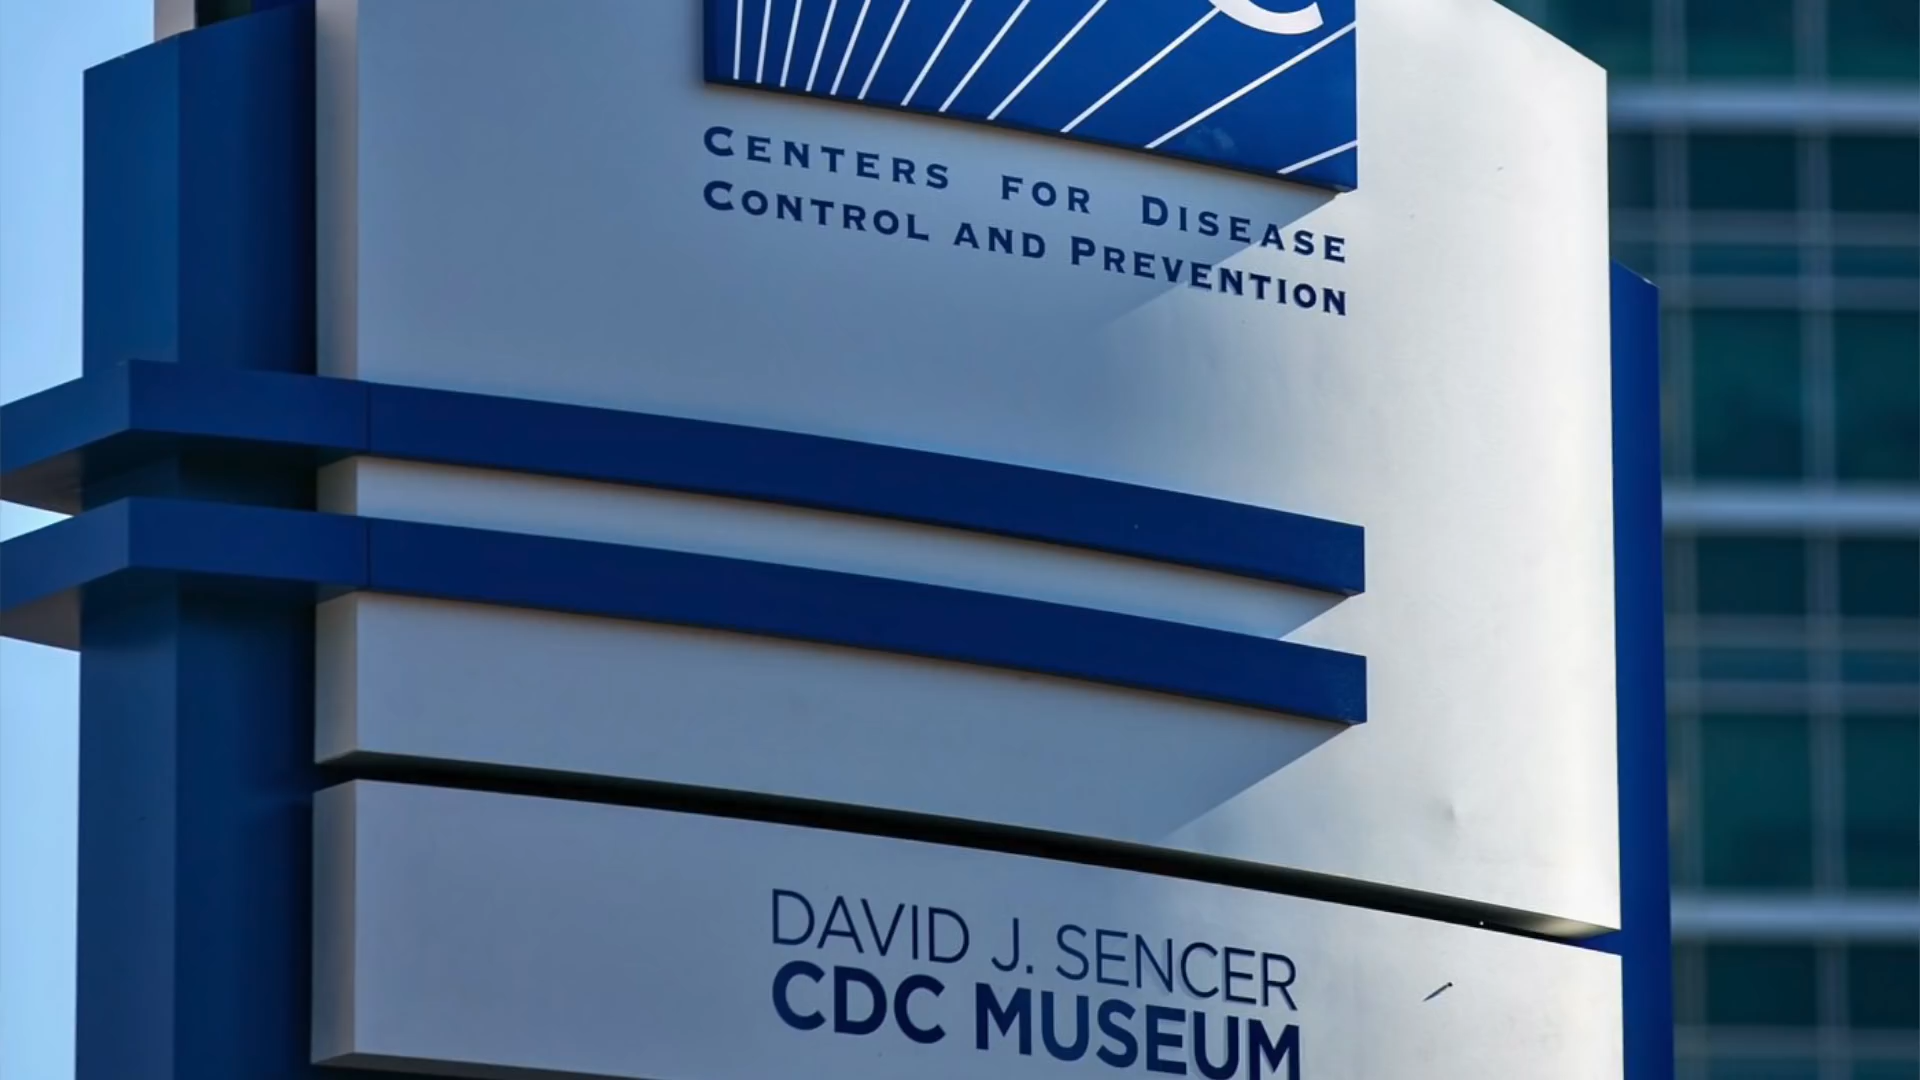 CENTERS FOR DISEASE
CONTROL AND PREVENTION
DAVID J. SENCER
CDC MUSEUM